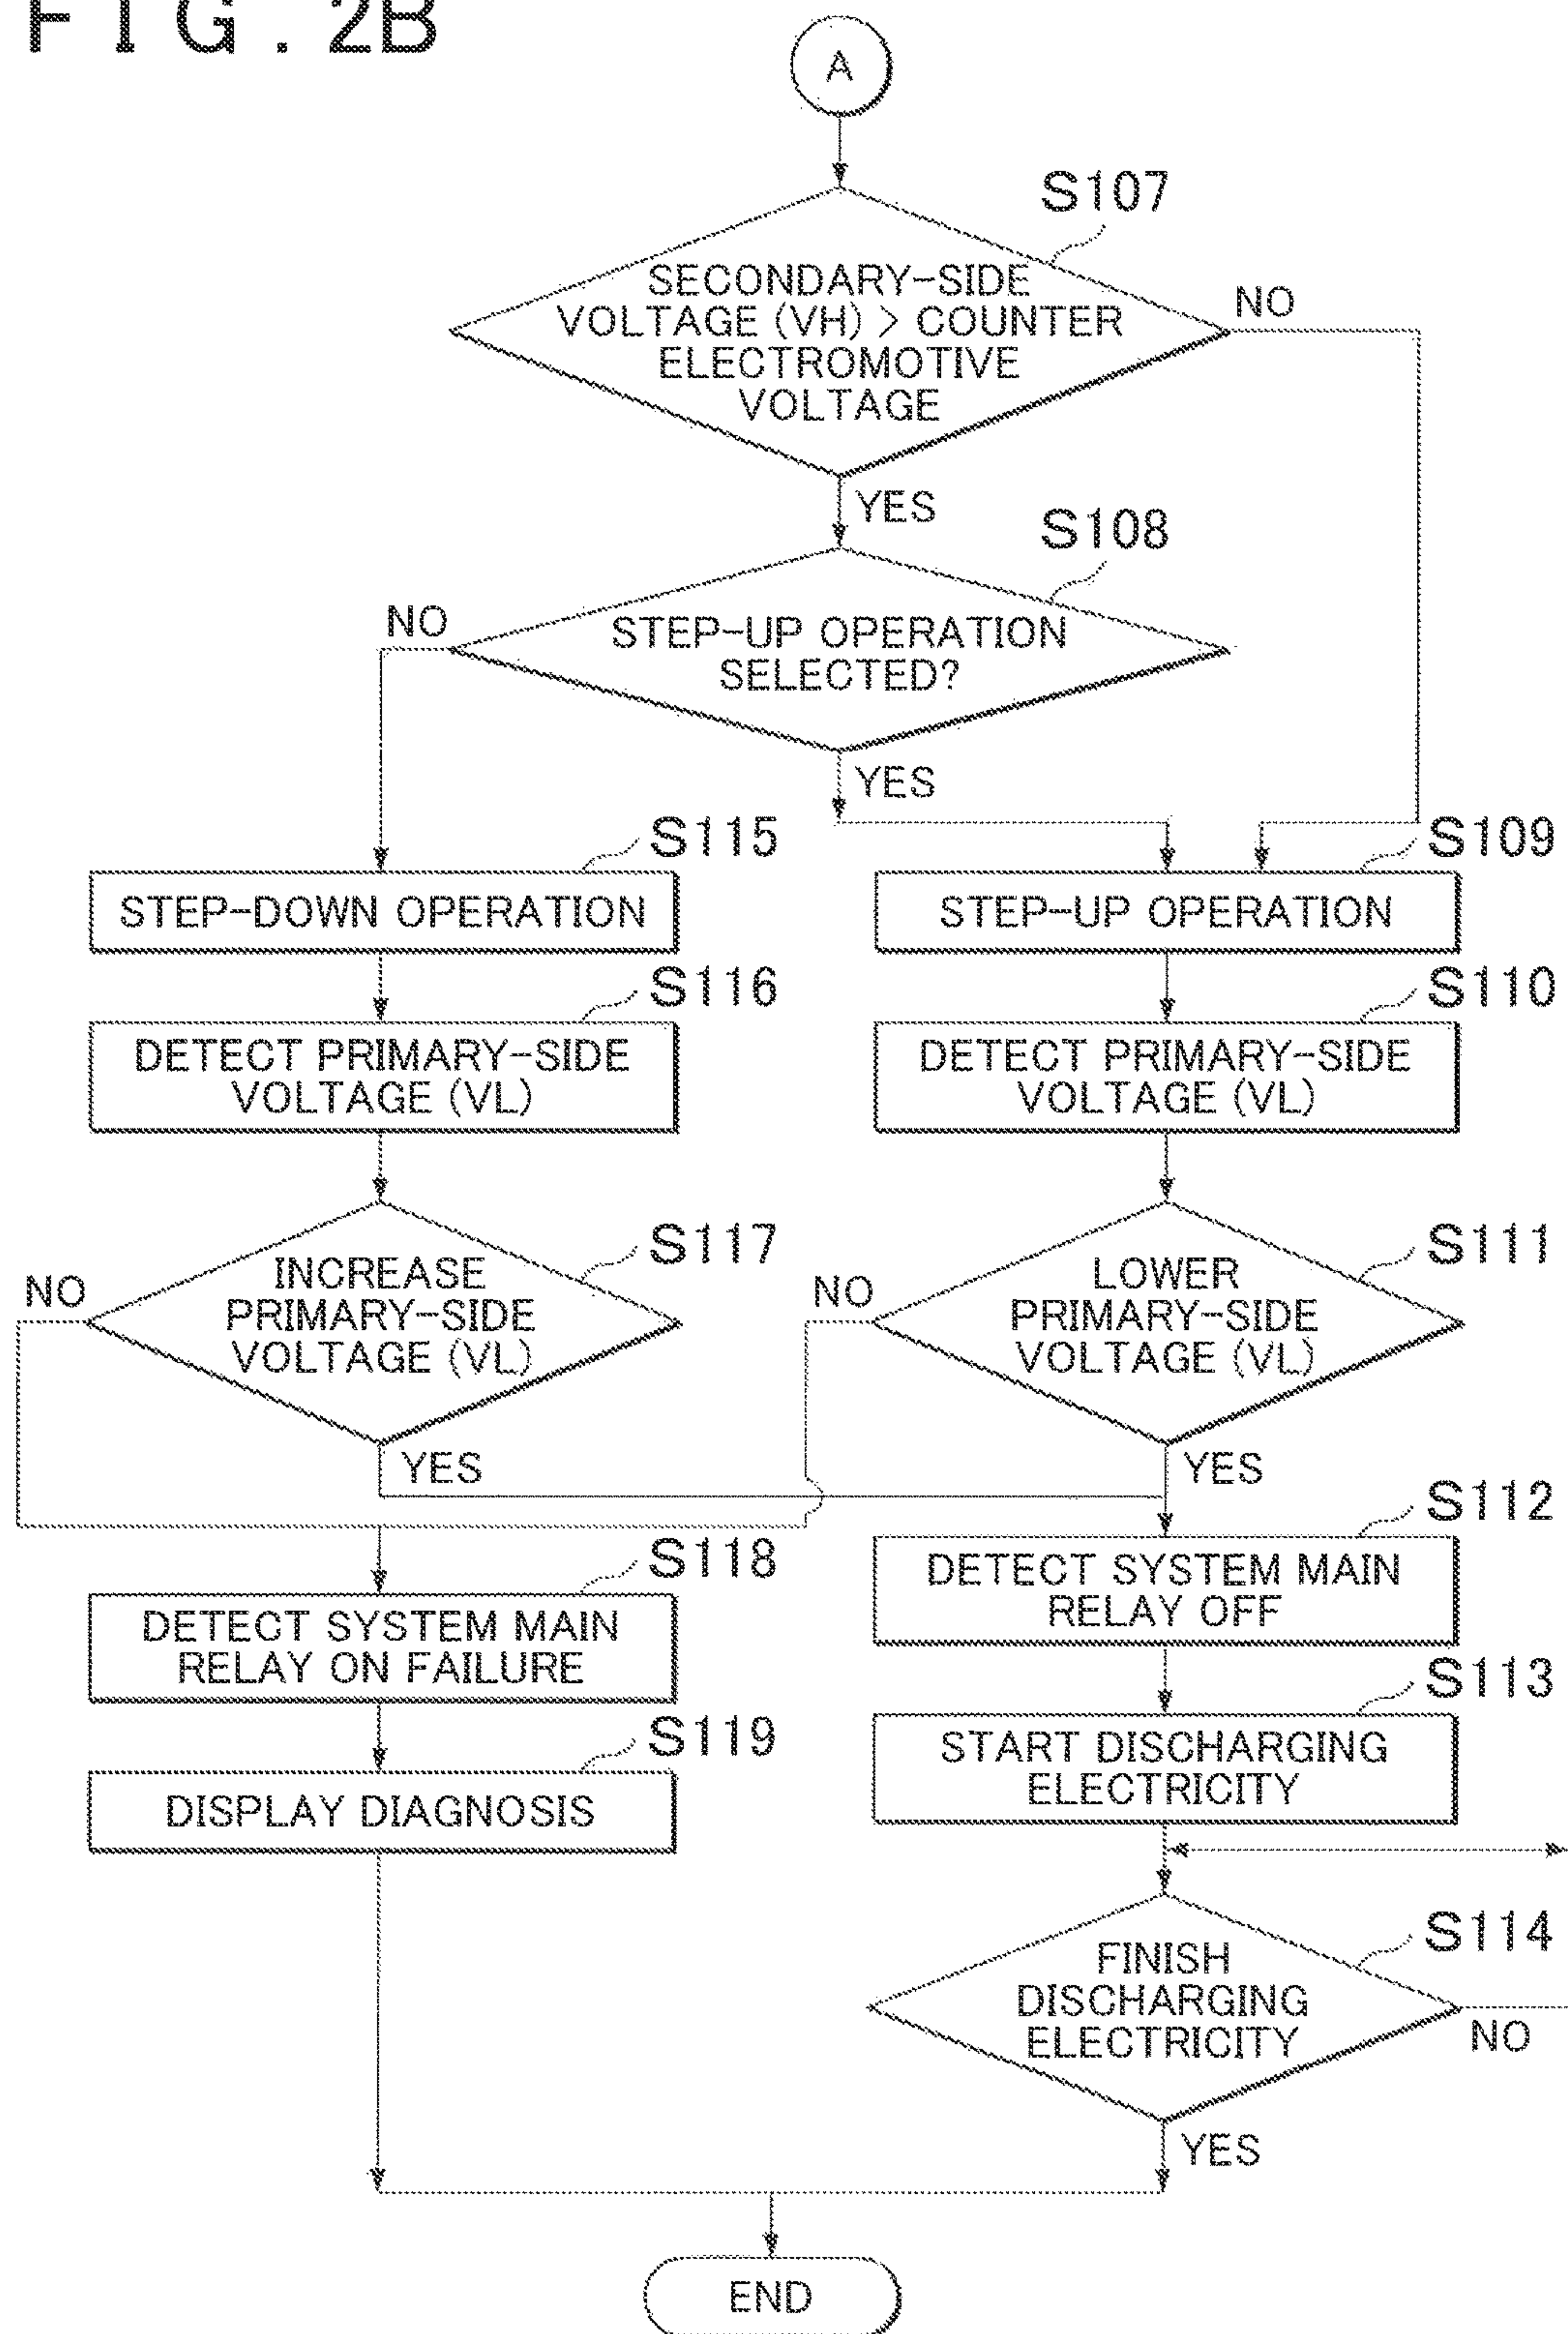 FIG. 2B
A
S107
SECONDARY-SIDE
VOLTAGE (VH) > COUNTER
ELECTROMOTIVE
VOLTAGE
NO
YES
S108
NO
STEP-UP OPERATION
SELECTED?
YES
S115
STEP-DOWN OPERATION
S109
STEP-UP OPERATION
S116
DETECT PRIMARY-SIDE
VOLTAGE (VL)
S110
DETECT PRIMARY-SIDE
VOLTAGE (VL)
S117
NO
INCREASE
PRIMARY-SIDE
VOLTAGE (VL)
YES
S111
NO
LOWER
PRIMARY-SIDE
VOLTAGE (VL)
YES
S118
DETECT SYSTEM MAIN
RELAY ON FAILURE
S112
DETECT SYSTEM MAIN
RELAY OFF
S119
DISPLAY DIAGNOSIS
S113
START DISCHARGING
ELECTRICITY
S114
FINISH
DISCHARGING
ELECTRICITY
NO
YES
END